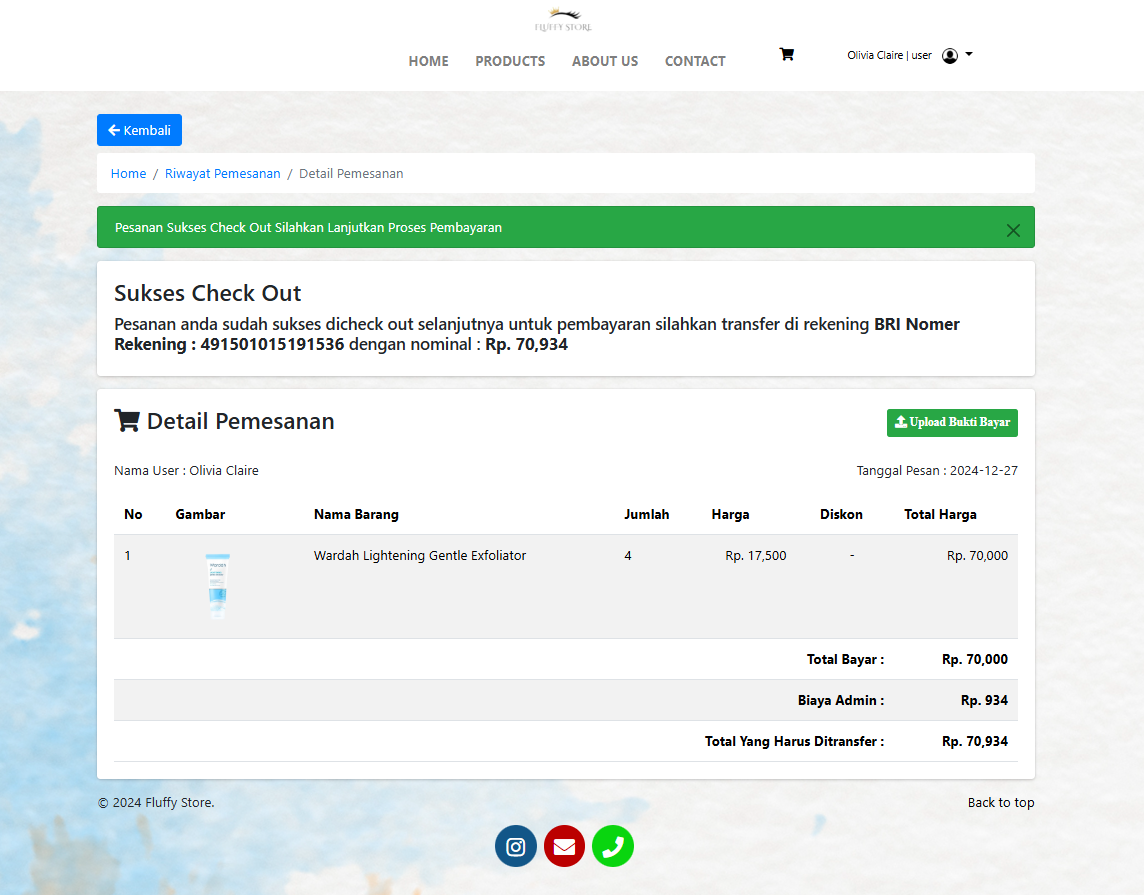 FLUFFY STORE
HOME PRODUCTS ABOUT US CONTACT Olivia Claire | user
Kembali
Home / Riwayat Pemesanan / Detail Pemesanan
Pesanan Sukses Check Out Silahkan Lanjutkan Proses Pembayaran
Sukses Check Out
Pesanan anda sudah sukses dicheck out selanjutnya untuk pembayaran silahkan transfer di rekening BRI Nomer
Rekening : 491501015191536 dengan nominal : Rp. 70,934
Detail Pemesanan Upload Bukti Bayar
Nama User : Olivia Claire Tanggal Pesan : 2024-12-27
No Gambar Nama Barang Jumlah Harga Diskon Total Harga
1 Wardah Lightening Gentle Exfoliator 4 Rp. 17,500 - Rp. 70,000
Total Bayar : Rp. 70,000
Biaya Admin : Rp. 934
Total Yang Harus Ditransfer : Rp. 70,934
© 2024 Fluffy Store. Back to top